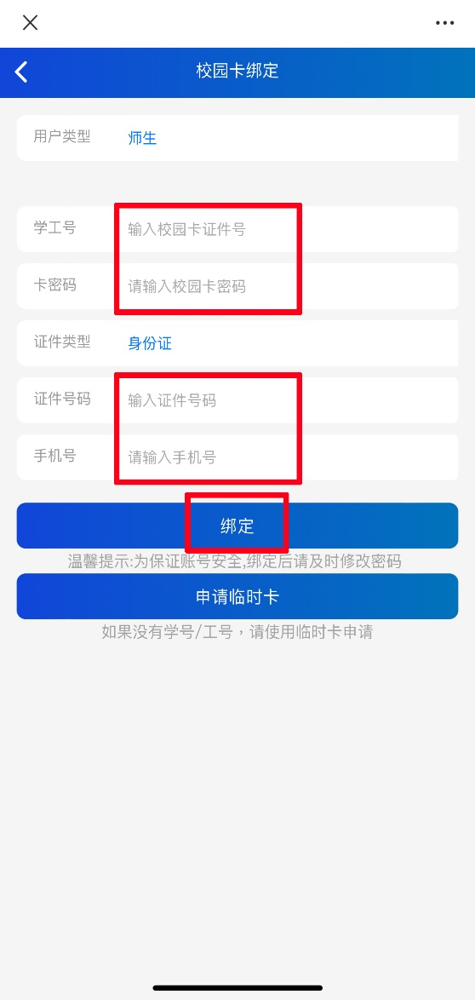 校园卡绑定
用户类型 师生
学工号 输入校园卡证件号
卡密码 请输入校园卡密码
证件类型 身份证
证件号码 输入证件号码
手机号 请输入手机号
绑定
温馨提示:为保证账号安全,绑定后请及时修改密码
申请临时卡
如果没有学号/工号，请使用临时卡申请